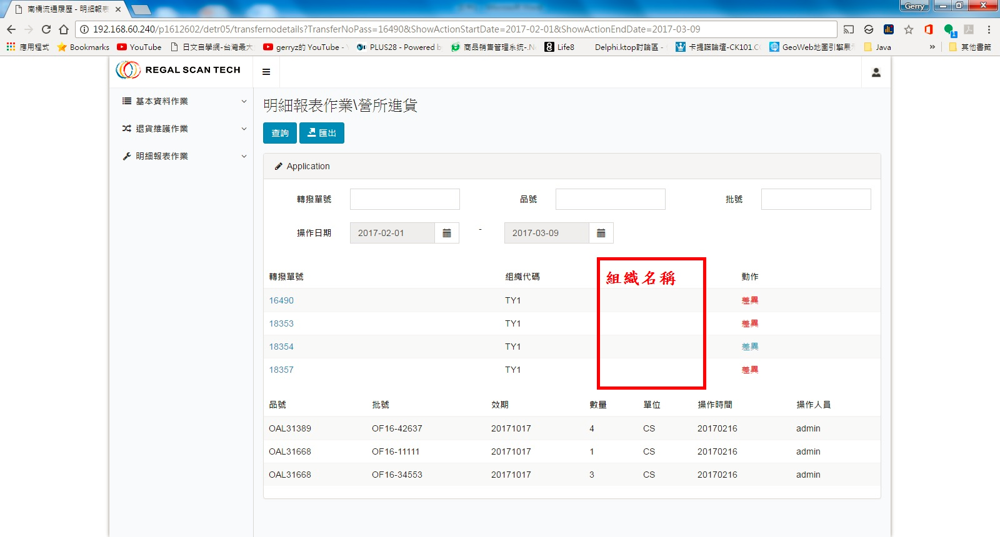 南橋流通履歷 - 明細報表
Gerry
192.168.60.240/p1612602/detr05/transfernodetails?TransferNoPass=16490&ShowActionStartDate=2017-02-01&ShowActionEndDate=2017-03-09
應用程式 Bookmarks YouTube 日文自學網-台灣最大 gerryz的 YouTube - PLUS28 - Powered b 商品销售管理系统-.N Life8 Delphi.ktop討論區 - 卡提諾論壇-CK101.C GeoWeb地圖引擎展示 Java » 其他書籤
REGAL SCAN TECH
基本資料作業
退貨維護作業
明細報表作業
明細報表作業\營所進貨
查詢 匯出
Application
轉撥單號 品號 批號
操作日期 2017-02-01 - 2017-03-09
轉撥單號 組織代碼 組織名稱 動作
16490 TY1 差異
18353 TY1 差異
18354 TY1 差異
18357 TY1 差異
品號 批號 效期 數量 單位 操作時間 操作人員
OAL31389 OF16-42637 20171017 4 CS 20170216 admin
OAL31668 OF16-11111 20171017 1 CS 20170216 admin
OAL31668 OF16-34553 20171017 3 CS 20170216 admin